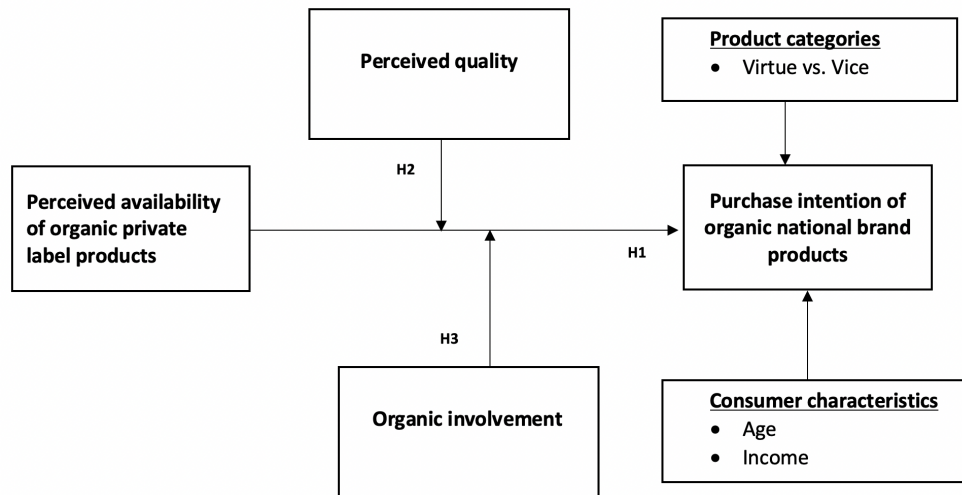 Perceived quality
Product categories
• Virtue vs. Vice
H2
Perceived availability
of organic private
label products
Purchase intention of
organic national brand
products
H1
H3
Organic involvement
Consumer characteristics
• Age
• Income